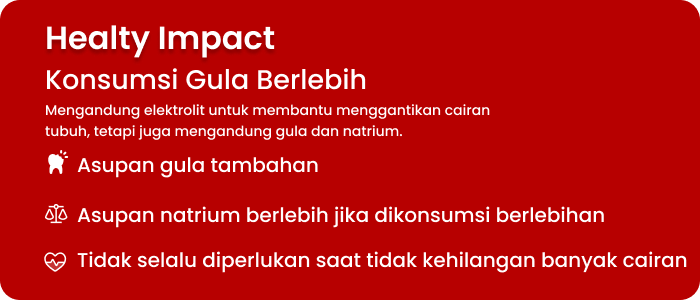 Healty Impact
Konsumsi Gula Berlebih
Mengandung elektrolit untuk membantu menggantikan cairan
tubuh, tetapi juga mengandung gula dan natrium.
Asupan gula tambahan
Asupan natrium berlebih jika dikonsumsi berlebihan
Tidak selalu diperlukan saat tidak kehilangan banyak cairan